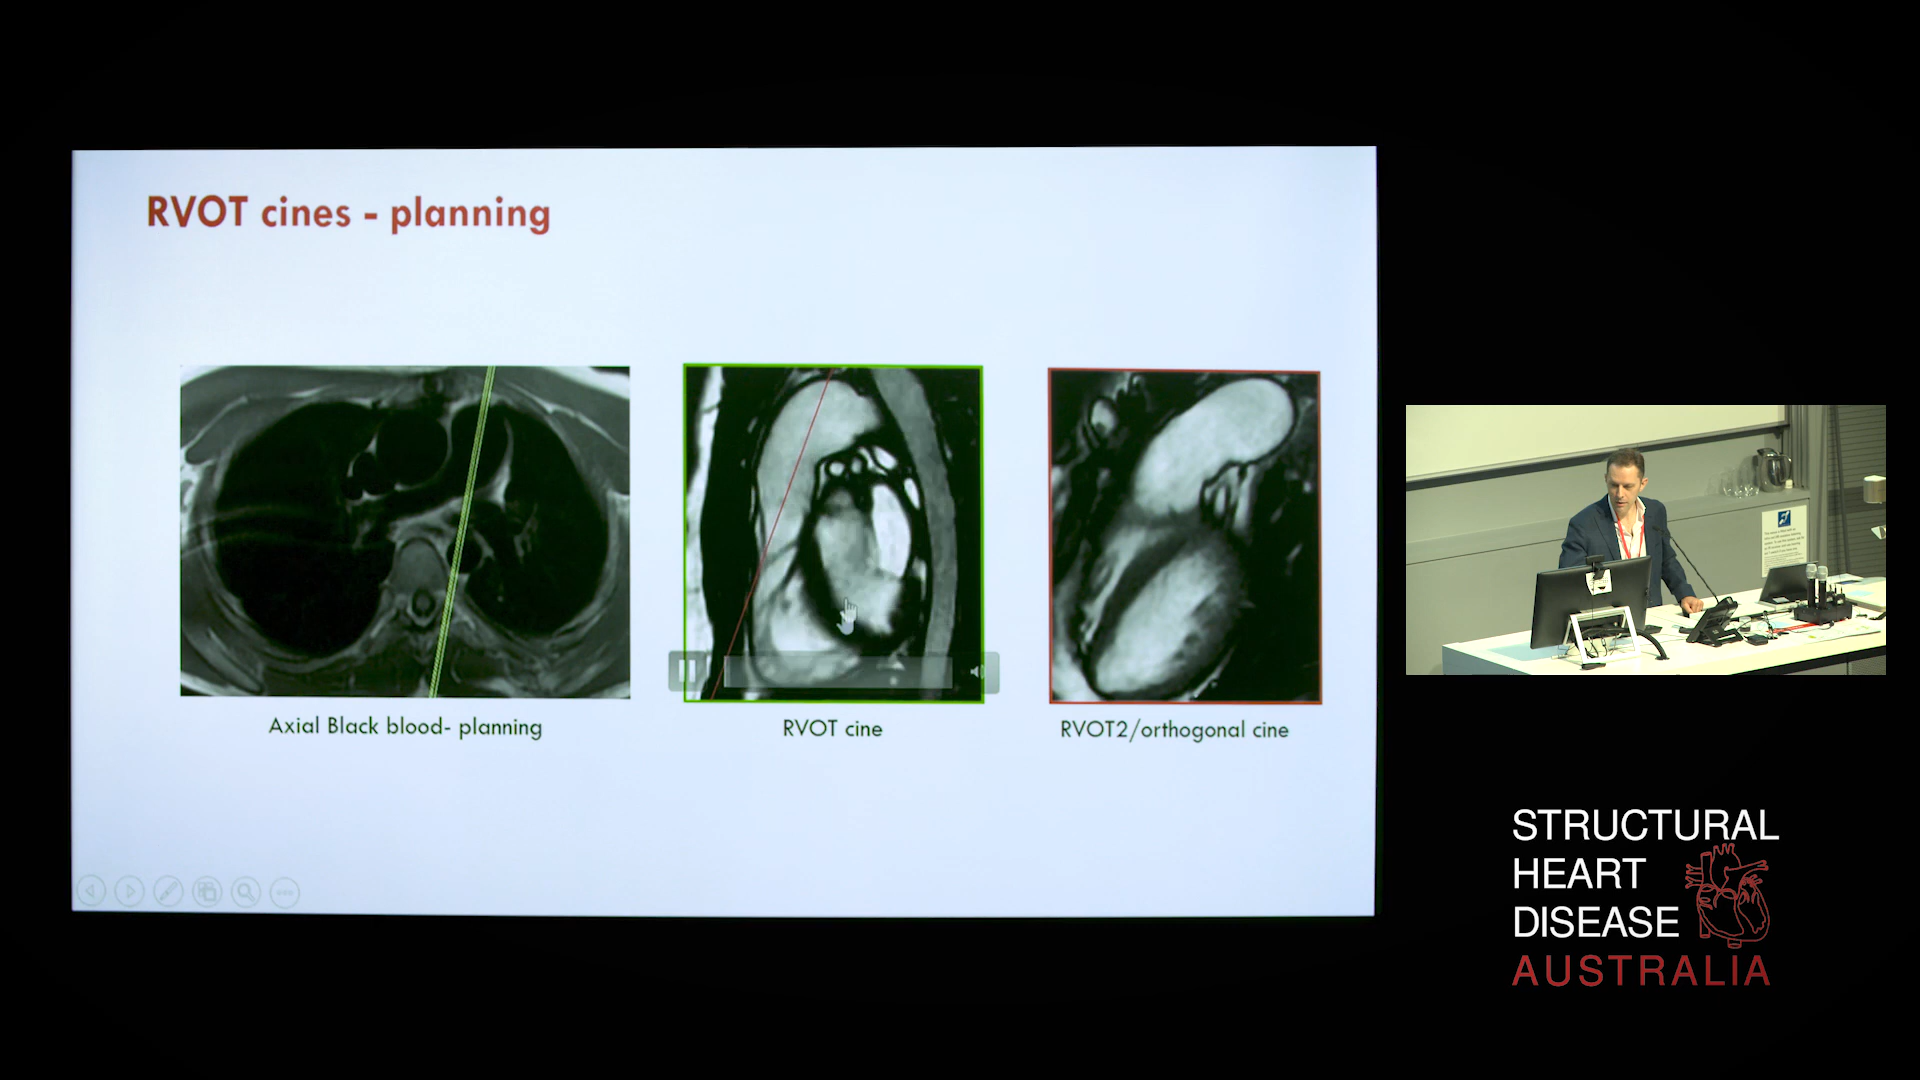 RVOT cines - planning
Axial Black blood- planning
RVOT cine
RVOT2/orthogonal cine
STRUCTURAL
HEART
DISEASE
AUSTRALIA